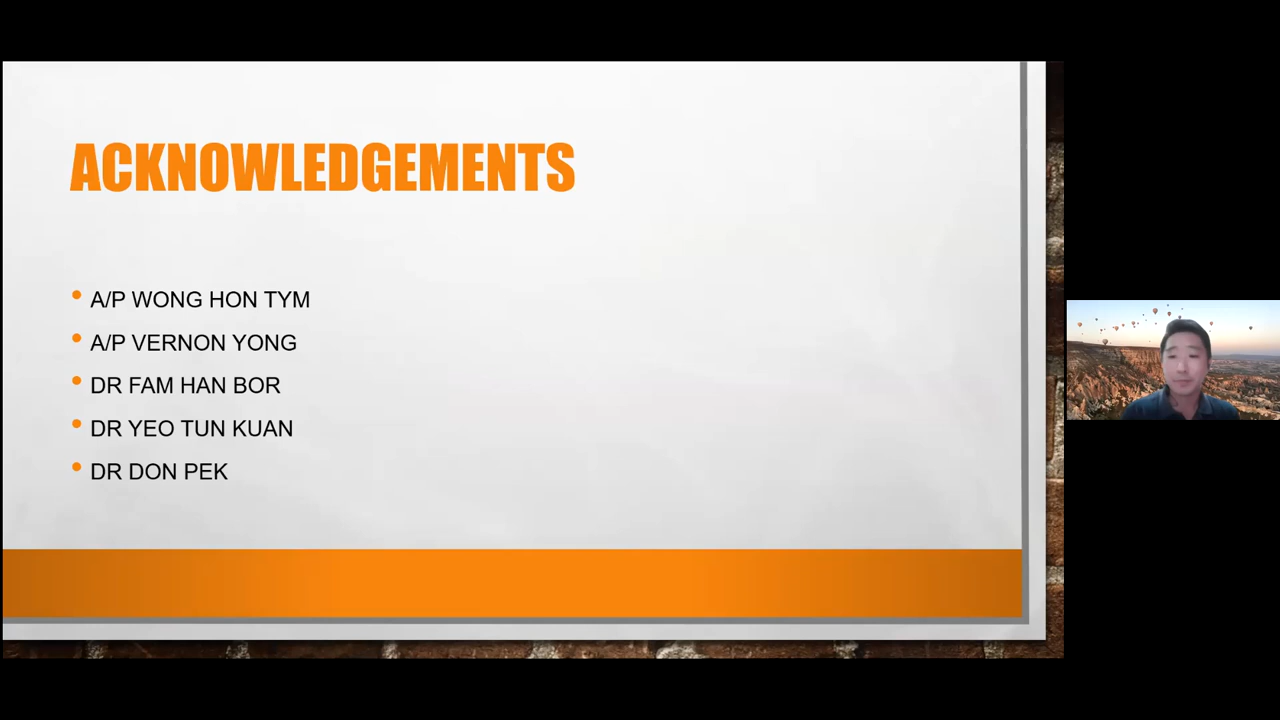 ACKNOWLEDGEMENTS
• A/P WONG HON TYM
• A/P VERNON YONG
• DR FAM HAN BOR
• DR YEO TUN KUAN
• DR DON PEK